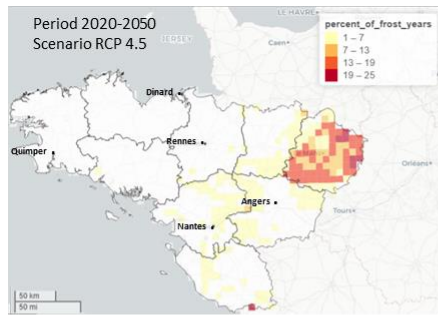 Period 2020-2050
Scenario RCP 4.5
LE HAVRE
JERSEY
Caen
percent_of_frost_years
1 – 7
7 – 13
13 – 19
19 – 25
Dinard
Rennes
Quimper
Orléans
Angers
Tours
Nantes
50 km
50 mi